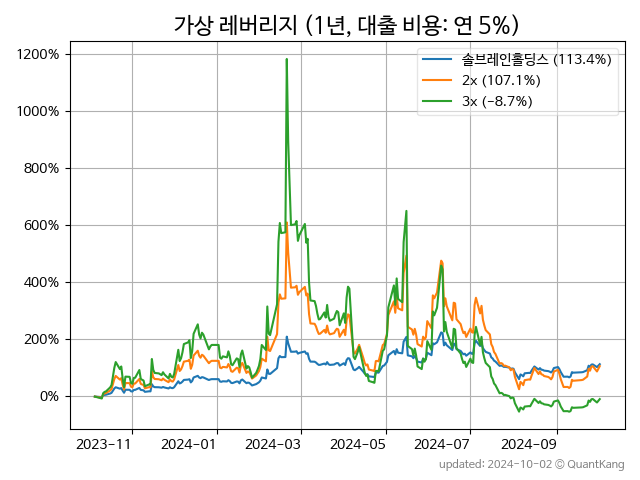 가상 레버리지 (1년, 대출 비용: 연 5%)
1200%
1000%
800%
600%
400%
200%
0%
솔브레인홀딩스 (113.4%)
2x (107.1%)
3x (-8.7%)
2023-11
2024-01
2024-03
2024-05
2024-07
2024-09
updated: 2024-10-02 © QuantKang